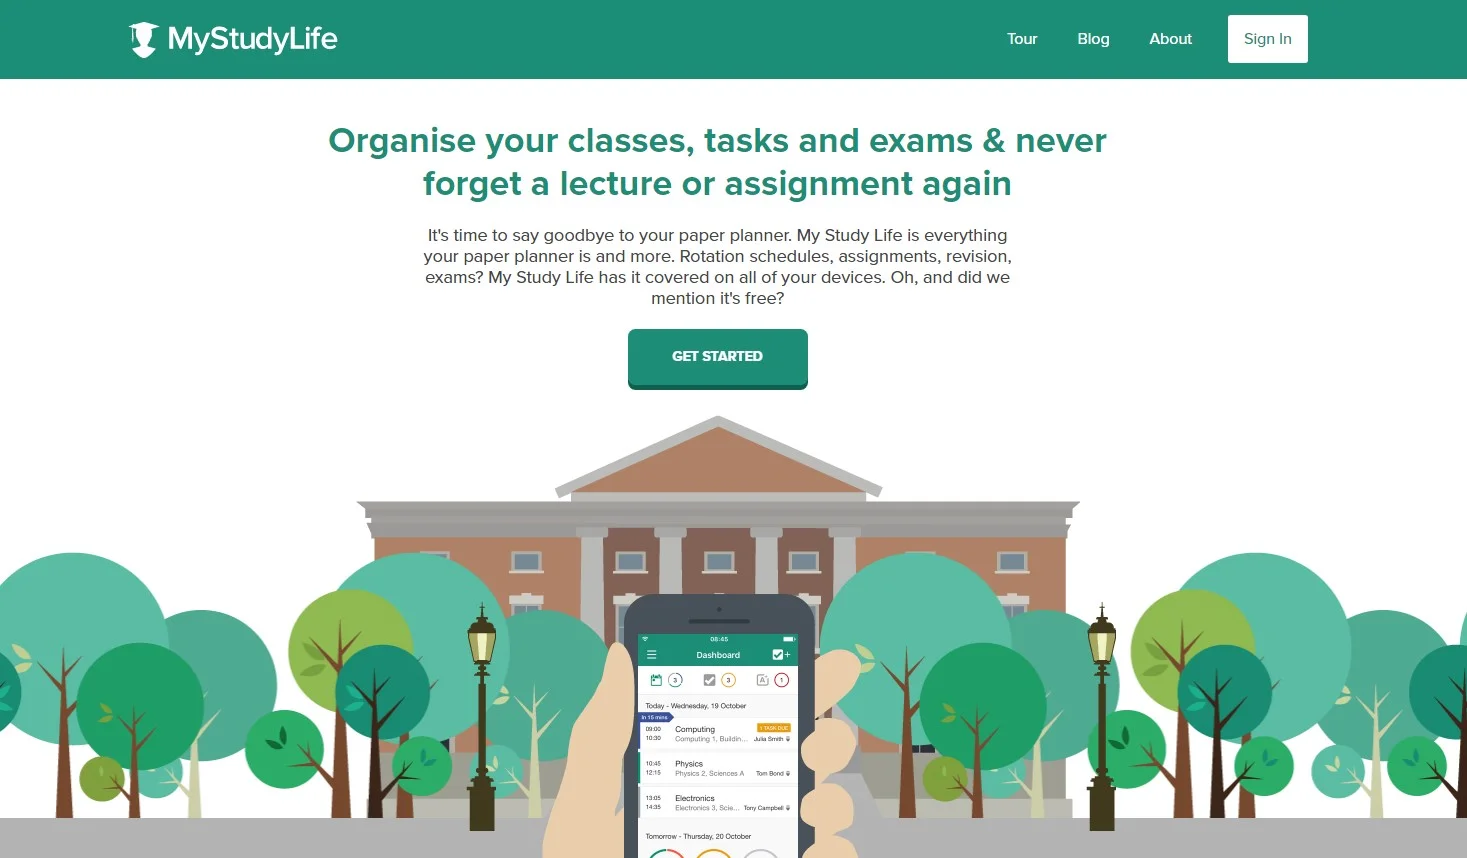 MyStudyLife
Tour
Blog
About
Sign In
Organise your classes, tasks and exams & never
forget a lecture or assignment again
It's time to say goodbye to your paper planner. My Study Life is everything
your paper planner is and more. Rotation schedules, assignments, revision,
exams? My Study Life has it covered on all of your devices. Oh, and did we
mention it's free?
GET STARTED
08:45
Dashboard
3
3
1
Today - Wednesday, 19 October
In 15 mins
09:00 Computing 1 TASK DUE
10:30 Computing 1, Buildin... Julia Smith
10:45 Physics
12:15 Physics 2, Sciences A Tom Bond
13:05 Electronics
14:35 Electronics 3, Scie... Tony Campbell
Tomorrow - Thursday, 20 October